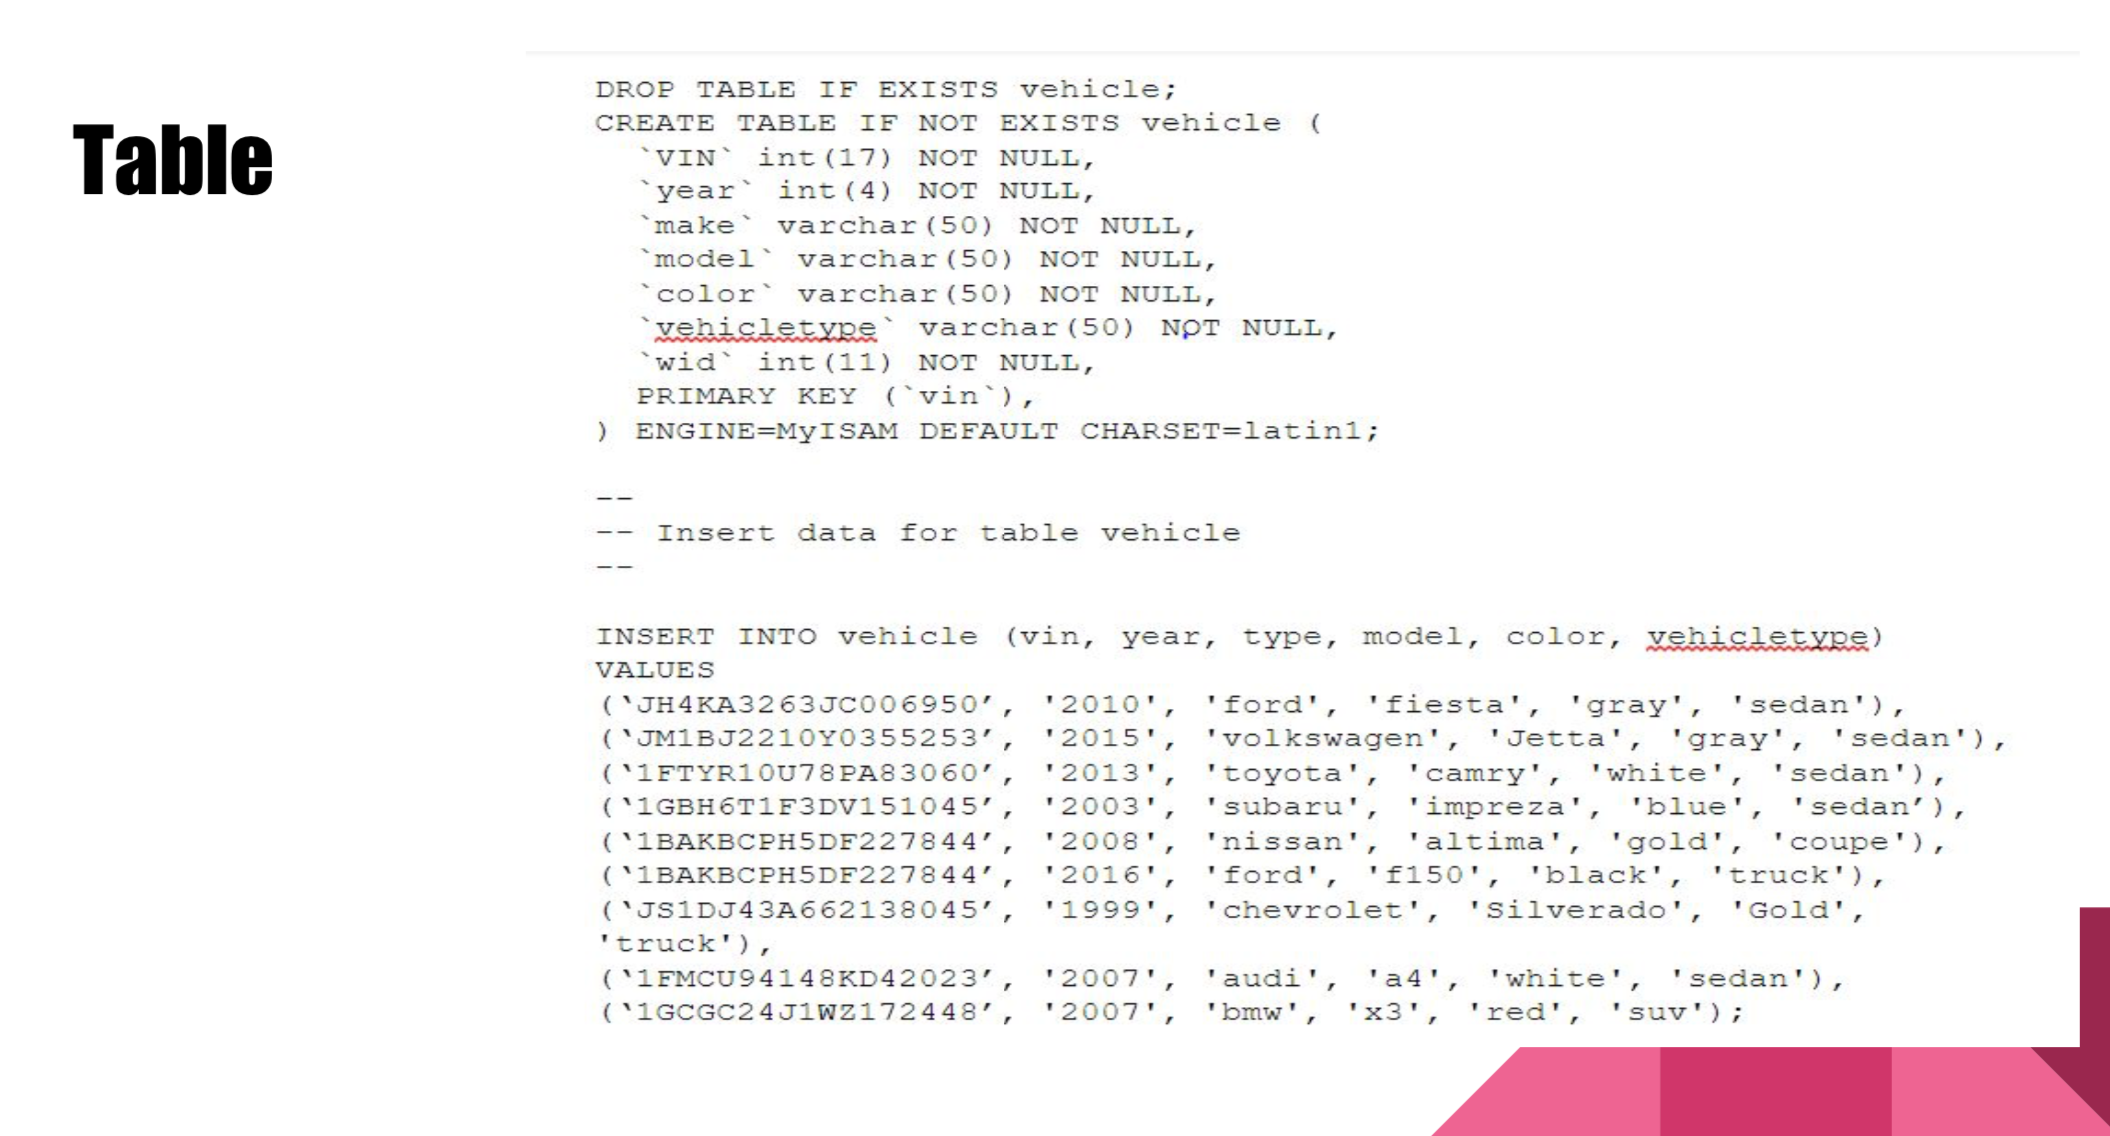 Table
DROP TABLE IF EXISTS vehicle;
CREATE TABLE IF NOT EXISTS vehicle (
`VIN` int(17) NOT NULL,
`year` int(4) NOT NULL,
`make` varchar(50) NOT NULL,
`model` varchar(50) NOT NULL,
`color` varchar(50) NOT NULL,
`vehicletype` varchar(50) NOT NULL,
`wid` int(11) NOT NULL,
PRIMARY KEY (`vin`),
) ENGINE=MyISAM DEFAULT CHARSET=latin1;
--
-- Insert data for table vehicle
--
INSERT INTO vehicle (vin, year, type, model, color, vehicletype)
VALUES
(‵JH4KA3263JC006950′, '2010', 'ford', 'fiesta', 'gray', 'sedan'),
(‵JM1BJ2210Y0355253′, '2015', 'volkswagen', 'Jetta', 'gray', 'sedan'),
(‵1FTYR10U78PA83060′, '2013', 'toyota', 'camry', 'white', 'sedan'),
(‵1GBH6T1F3DV151045′, '2003', 'subaru', 'impreza', 'blue', 'sedan′),
(‵1BAKBCPH5DF227844′, '2008', 'nissan', 'altima', 'gold', 'coupe'),
(‵1BAKBCPH5DF227844′, '2016', 'ford', 'f150', 'black', 'truck'),
(‵JS1DJ43A662138045′, '1999', 'chevrolet', 'Silverado', 'Gold',
'truck'),
(‵1FMCU94148KD42023′, '2007', 'audi', 'a4', 'white', 'sedan'),
(‵1GCGC24J1WZ172448′, '2007', 'bmw', 'x3', 'red', 'suv');